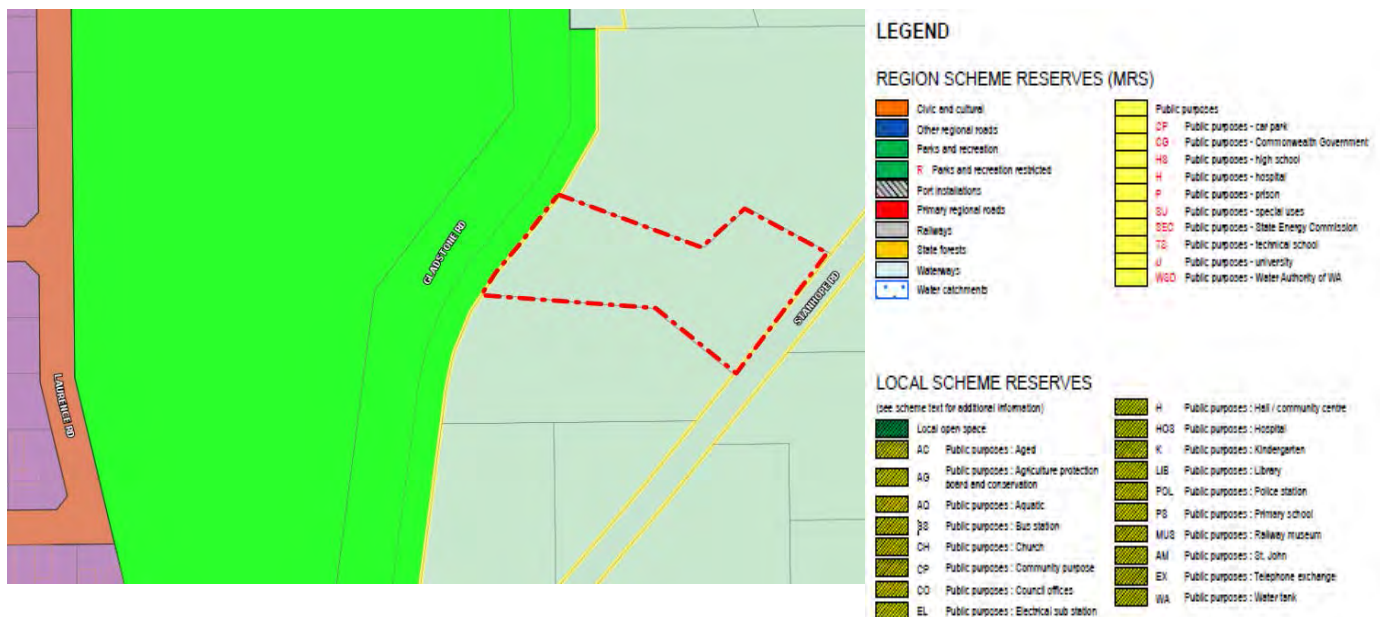 GLADSTONE RD
STANHOPE RD
LAURENCE RD
LEGEND
REGION SCHEME RESERVES (MRS)
Civic and cultural
Other regional roads
Parks and recreation
R Parks and recreation restricted
Port installations
Primary regional roads
Railways
State forests
Waterways
Water catchments
Public purposes
CP Public purposes - car park
CG Public purposes - Commonwealth Government
HS Public purposes - high school
H Public purposes - hospital
P Public purposes - prison
SU Public purposes - special uses
SEC Public purposes - State Energy Commission
TS Public purposes - technical school
U Public purposes - university
WSD Public purposes - Water Authority of WA
LOCAL SCHEME RESERVES
(see scheme text for additional information)
Local open space
AC Public purposes : Aged
AG Public purposes : Agriculture protection
board and conservation
AQ Public purposes : Aquatic
BS Public purposes : Bus station
CH Public purposes : Church
CP Public purposes : Community purpose
CO Public purposes : Council offices
EL Public purposes : Electrical sub station
H Public purposes : Hall / community centre
HOS Public purposes : Hospital
K Public purposes : Kindergarten
LIB Public purposes : Library
POL Public purposes : Police station
PS Public purposes : Primary school
MUS Public purposes : Railway museum
AM Public purposes : St. John
EX Public purposes : Telephone exchange
WA Public purposes : Water tank